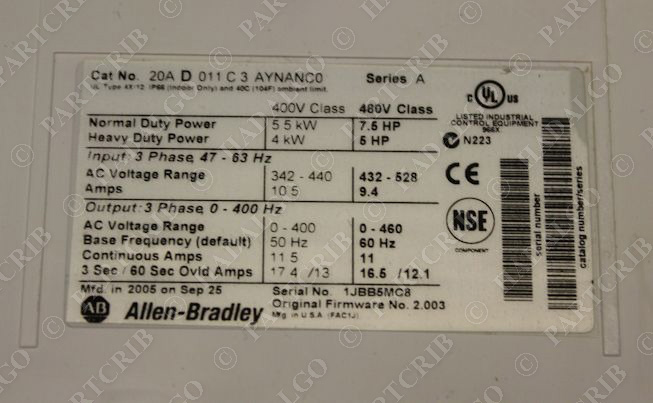 Cat No. 20A D 011 C 3 AYNANC0 Series A
UL Type 4X/12, IP66 (Indoor Only) and 40C (104F) ambient limit.
400V Class 480V Class
Normal Duty Power 5.5 kW 7.5 HP
Heavy Duty Power 4 kW 5 HP
Input: 3 Phase, 47 - 63 Hz
AC Voltage Range 342 - 440 432 - 528
Amps 10.5 9.4
Output: 3 Phase, 0 - 400 Hz
AC Voltage Range 0 - 400 0 - 460
Base Frequency (default) 50 Hz 60 Hz
Continuous Amps 11.5 11
3 Sec / 60 Sec Ovld Amps 17.4 /13 16.5 /12.1
Mfd. in 2005 on Sep 25 Serial No. 1JBB5MC8
Original Firmware No. 2.003
AB Allen-Bradley Mfg in U.S.A. (FAC1J)
C UL US
LISTED INDUSTRIAL
CONTROL EQUIPMENT
966X
N223
CE
NSF
COMPONENT
serial number
catalog number/series
© PARTCRIB
© HALGO